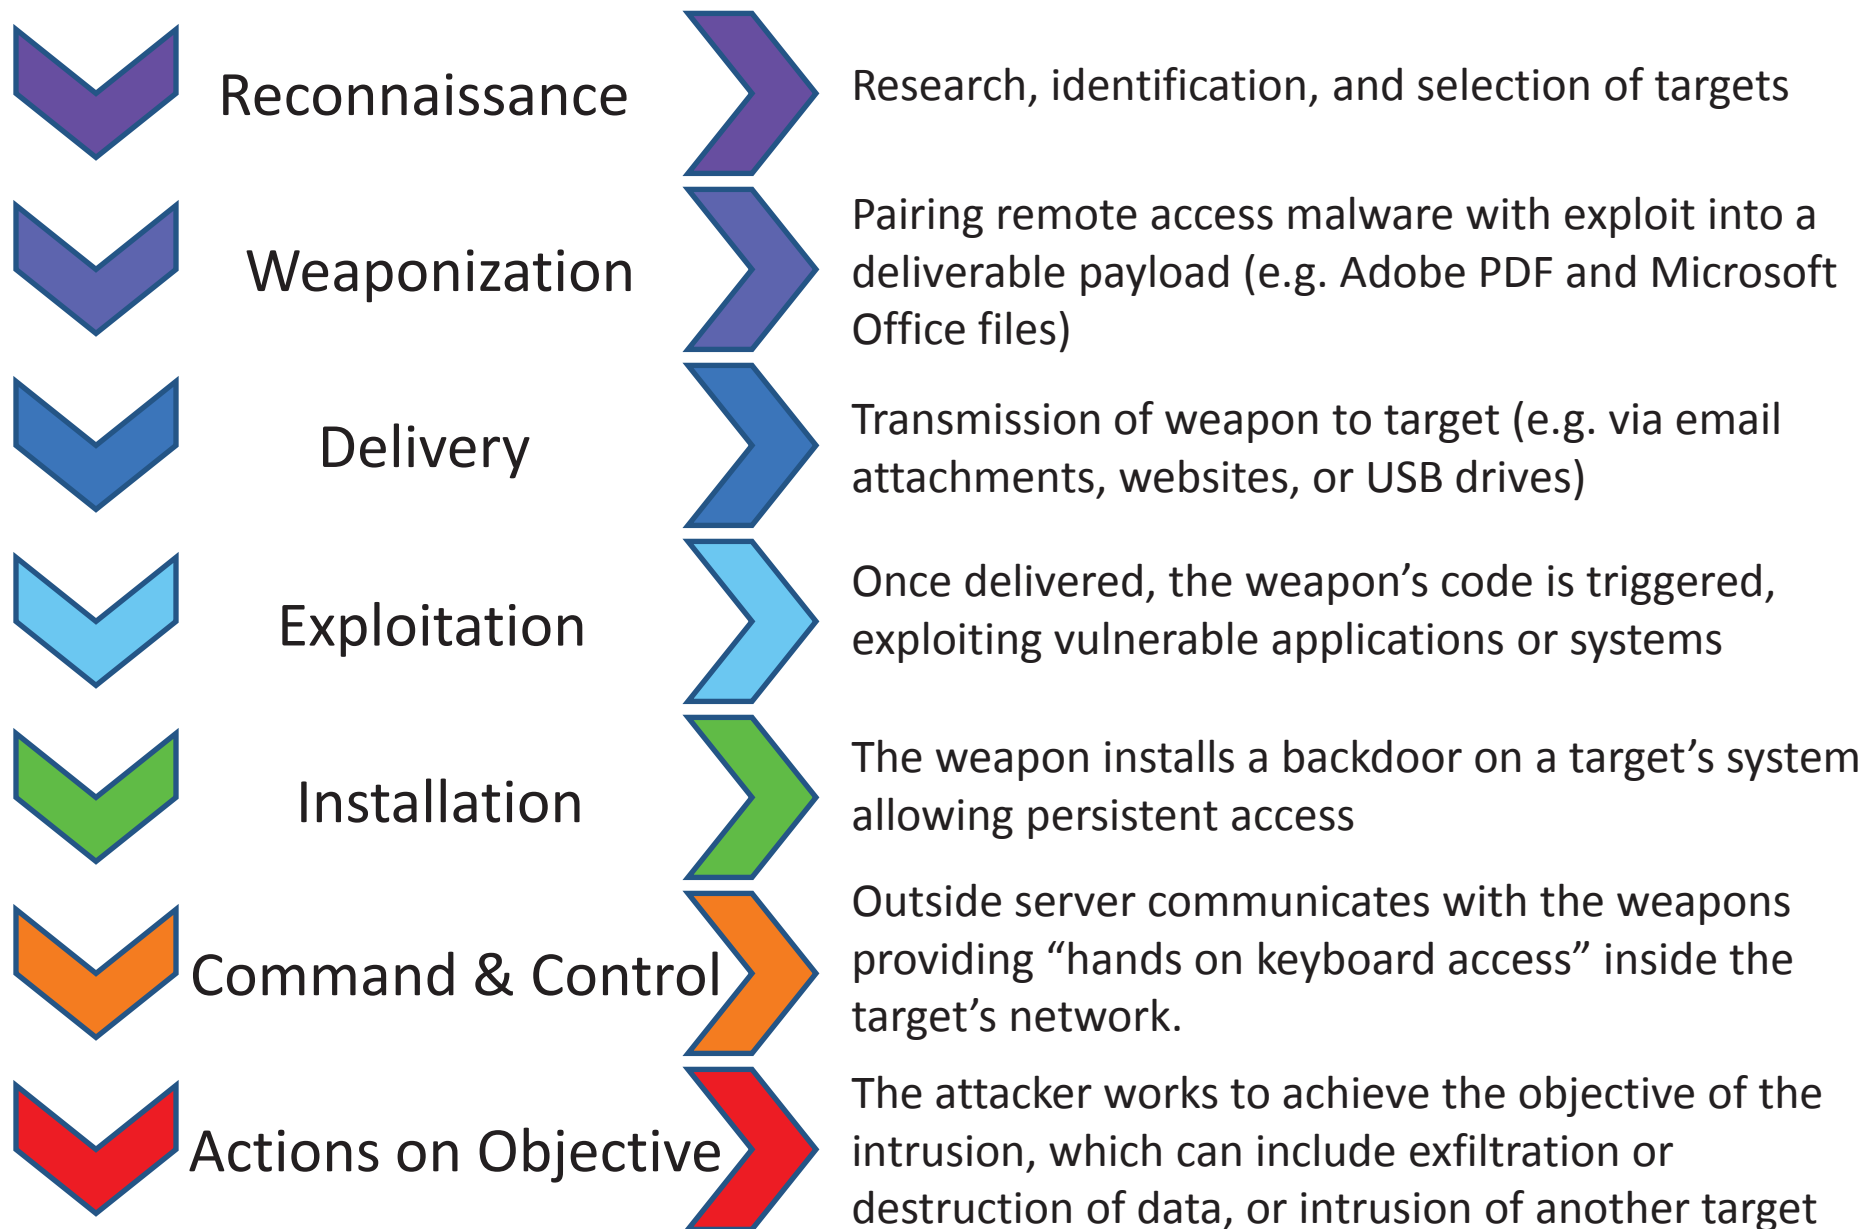 Reconnaissance
Research, identification, and selection of targets
Weaponization
Pairing remote access malware with exploit into a
deliverable payload (e.g. Adobe PDF and Microsoft
Office files)
Delivery
Transmission of weapon to target (e.g. via email
attachments, websites, or USB drives)
Exploitation
Once delivered, the weapon’s code is triggered,
exploiting vulnerable applications or systems
Installation
The weapon installs a backdoor on a target’s system
allowing persistent access
Command & Control
Outside server communicates with the weapons
providing “hands on keyboard access” inside the
target’s network.
Actions on Objective
The attacker works to achieve the objective of the
intrusion, which can include exfiltration or
destruction of data, or intrusion of another target